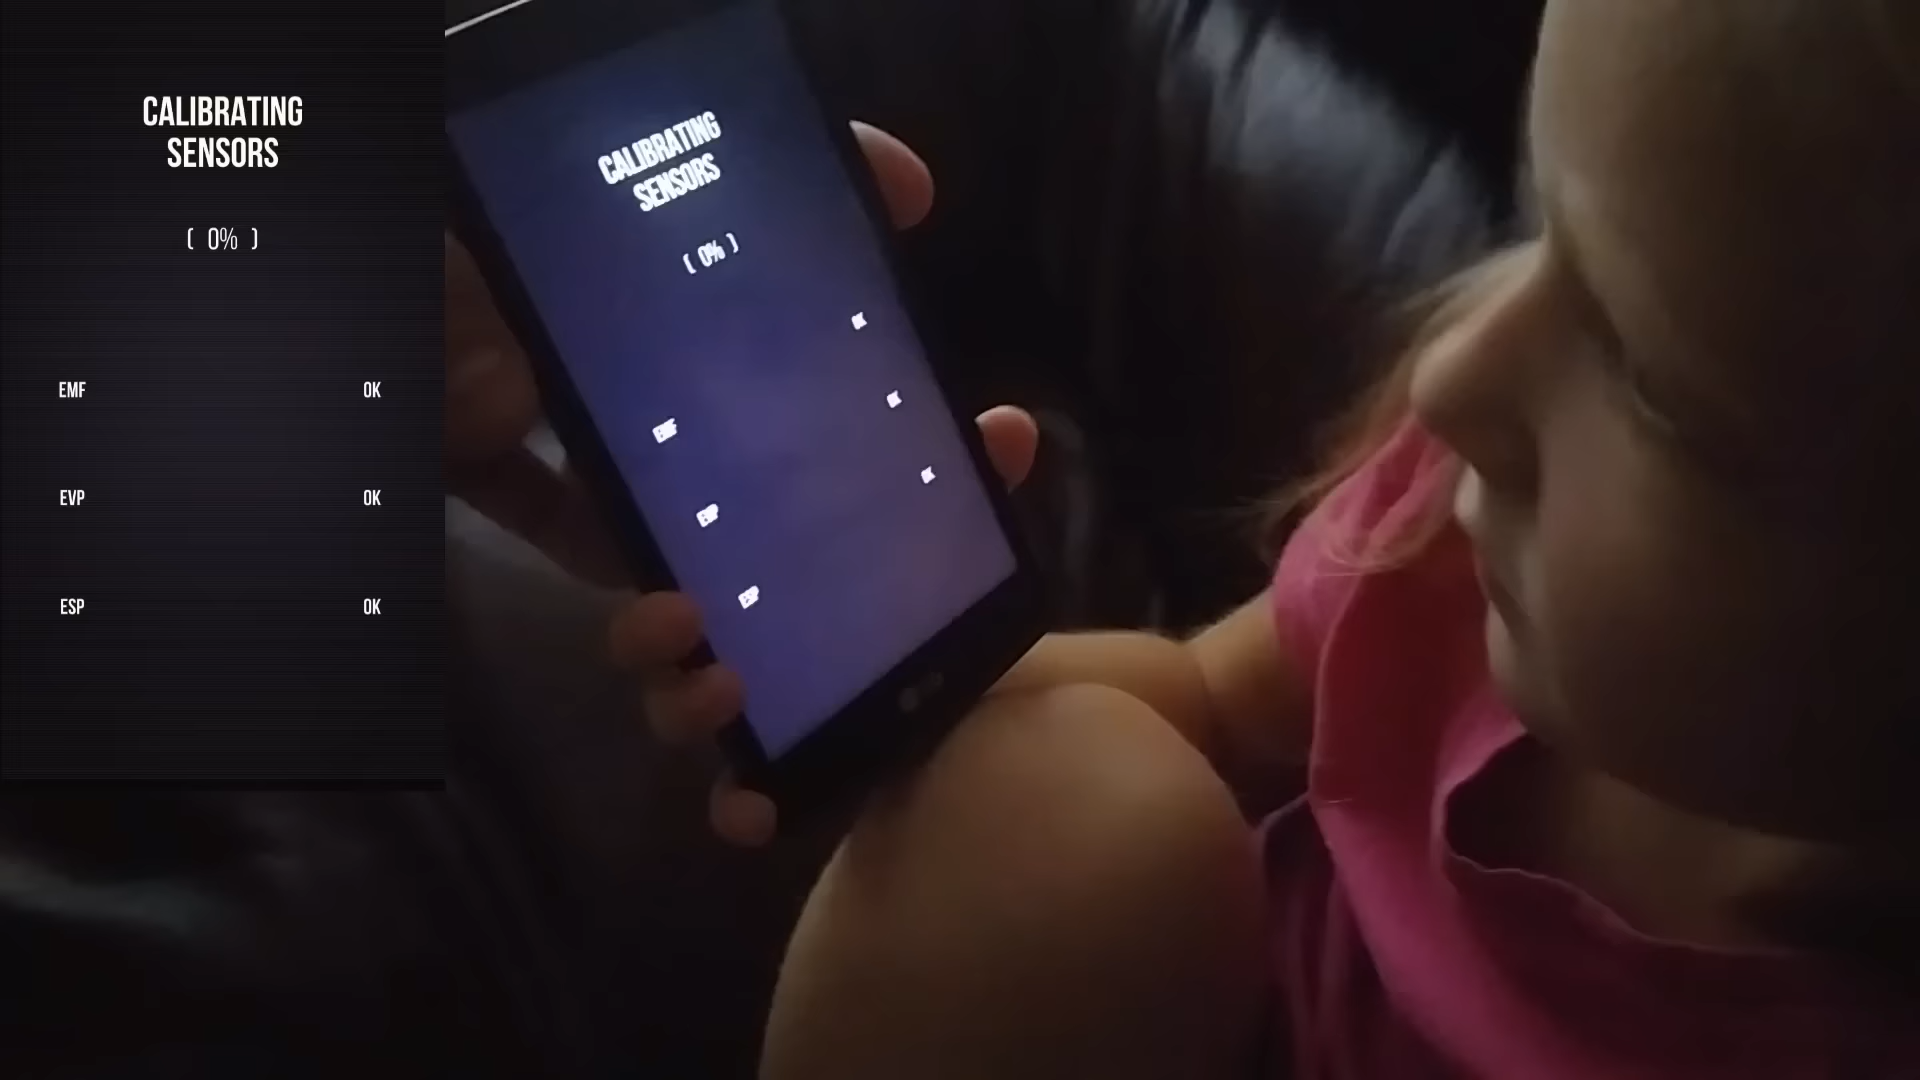 CALIBRATING
SENSORS
( 0% )
EMF OK
EVP OK
ESP OK
CALIBRATING
SENSORS
( 0% )
EMF
EVP
ESP